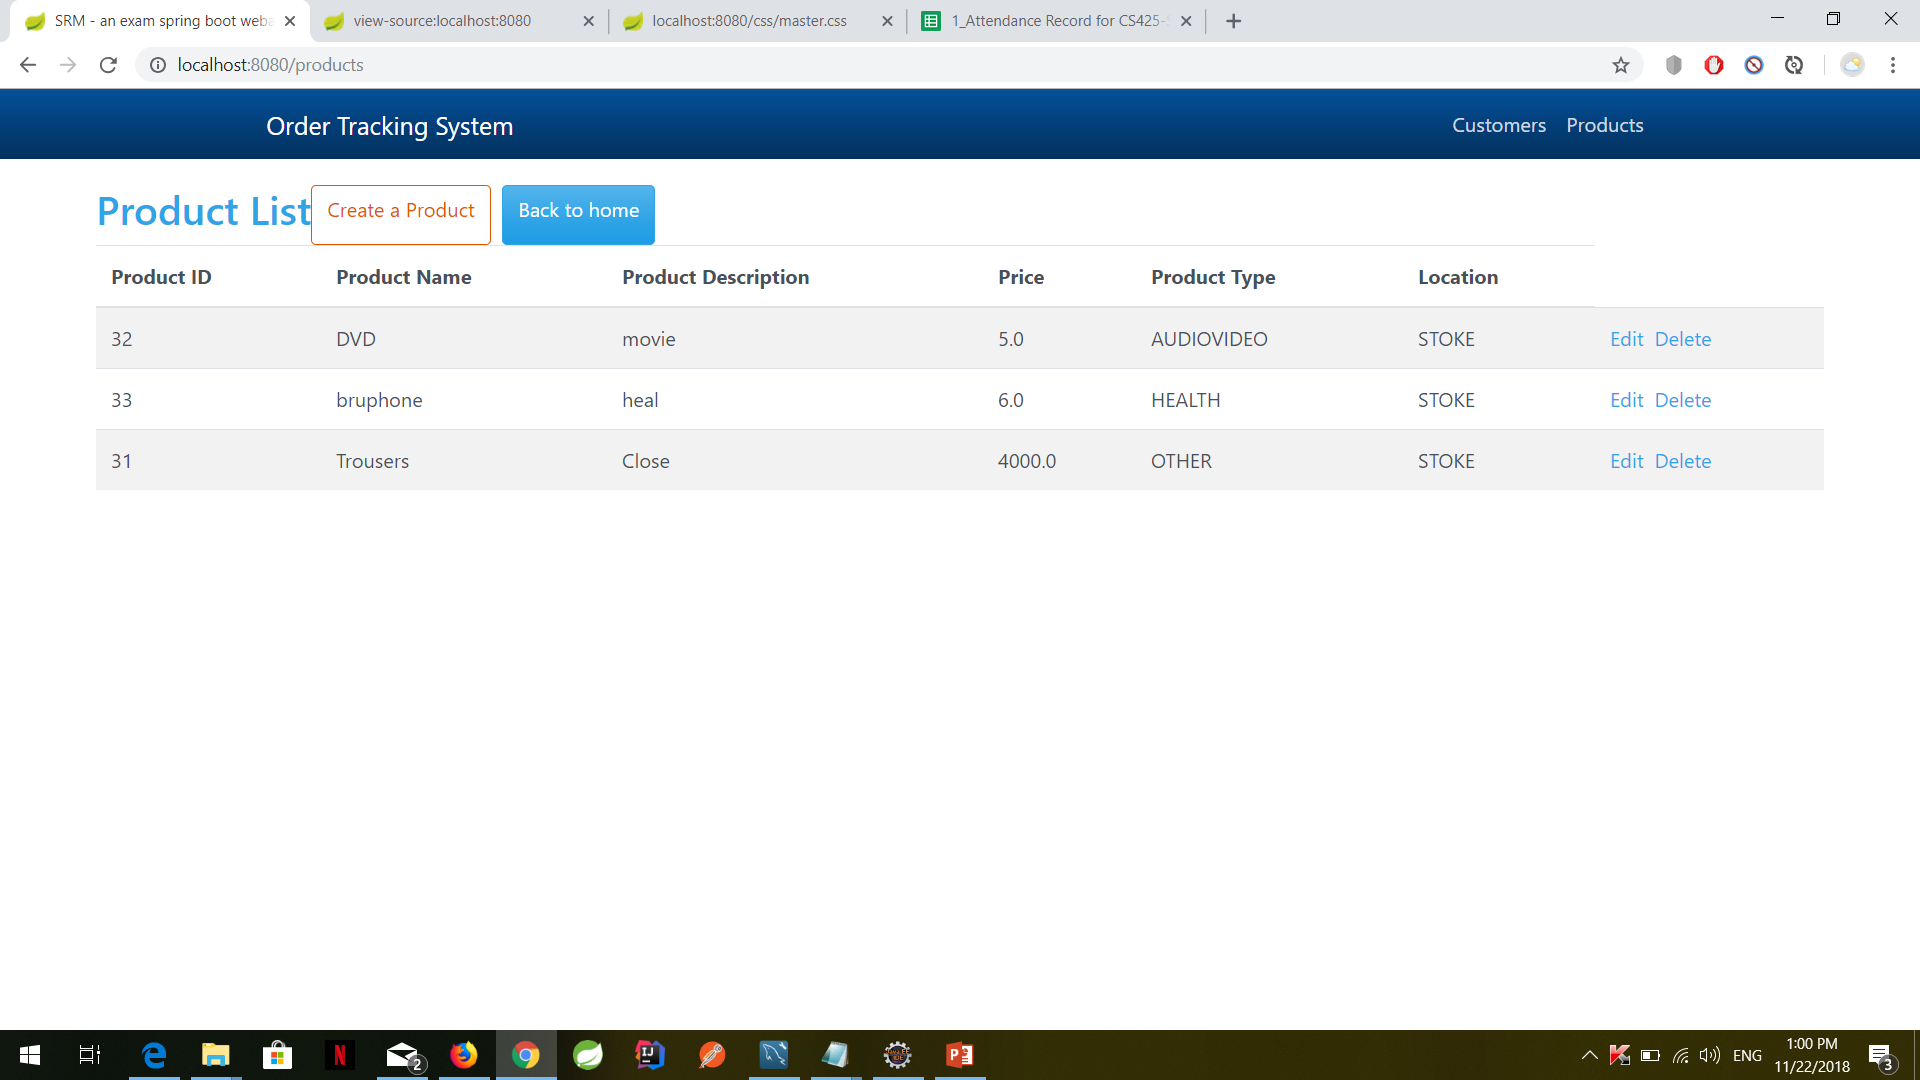 SRM - an exam spring boot weba
view-source:localhost:8080
localhost:8080/css/master.css
1_Attendance Record for CS425-
localhost:8080/products
Order Tracking System
Customers Products
Product List Create a Product Back to home
Product ID Product Name Product Description Price Product Type Location
32 DVD movie 5.0 AUDIOVIDEO STOKE Edit Delete
33 bruphone heal 6.0 HEALTH STOKE Edit Delete
31 Trousers Close 4000.0 OTHER STOKE Edit Delete
2
ENG
1:00 PM
11/22/2018
3